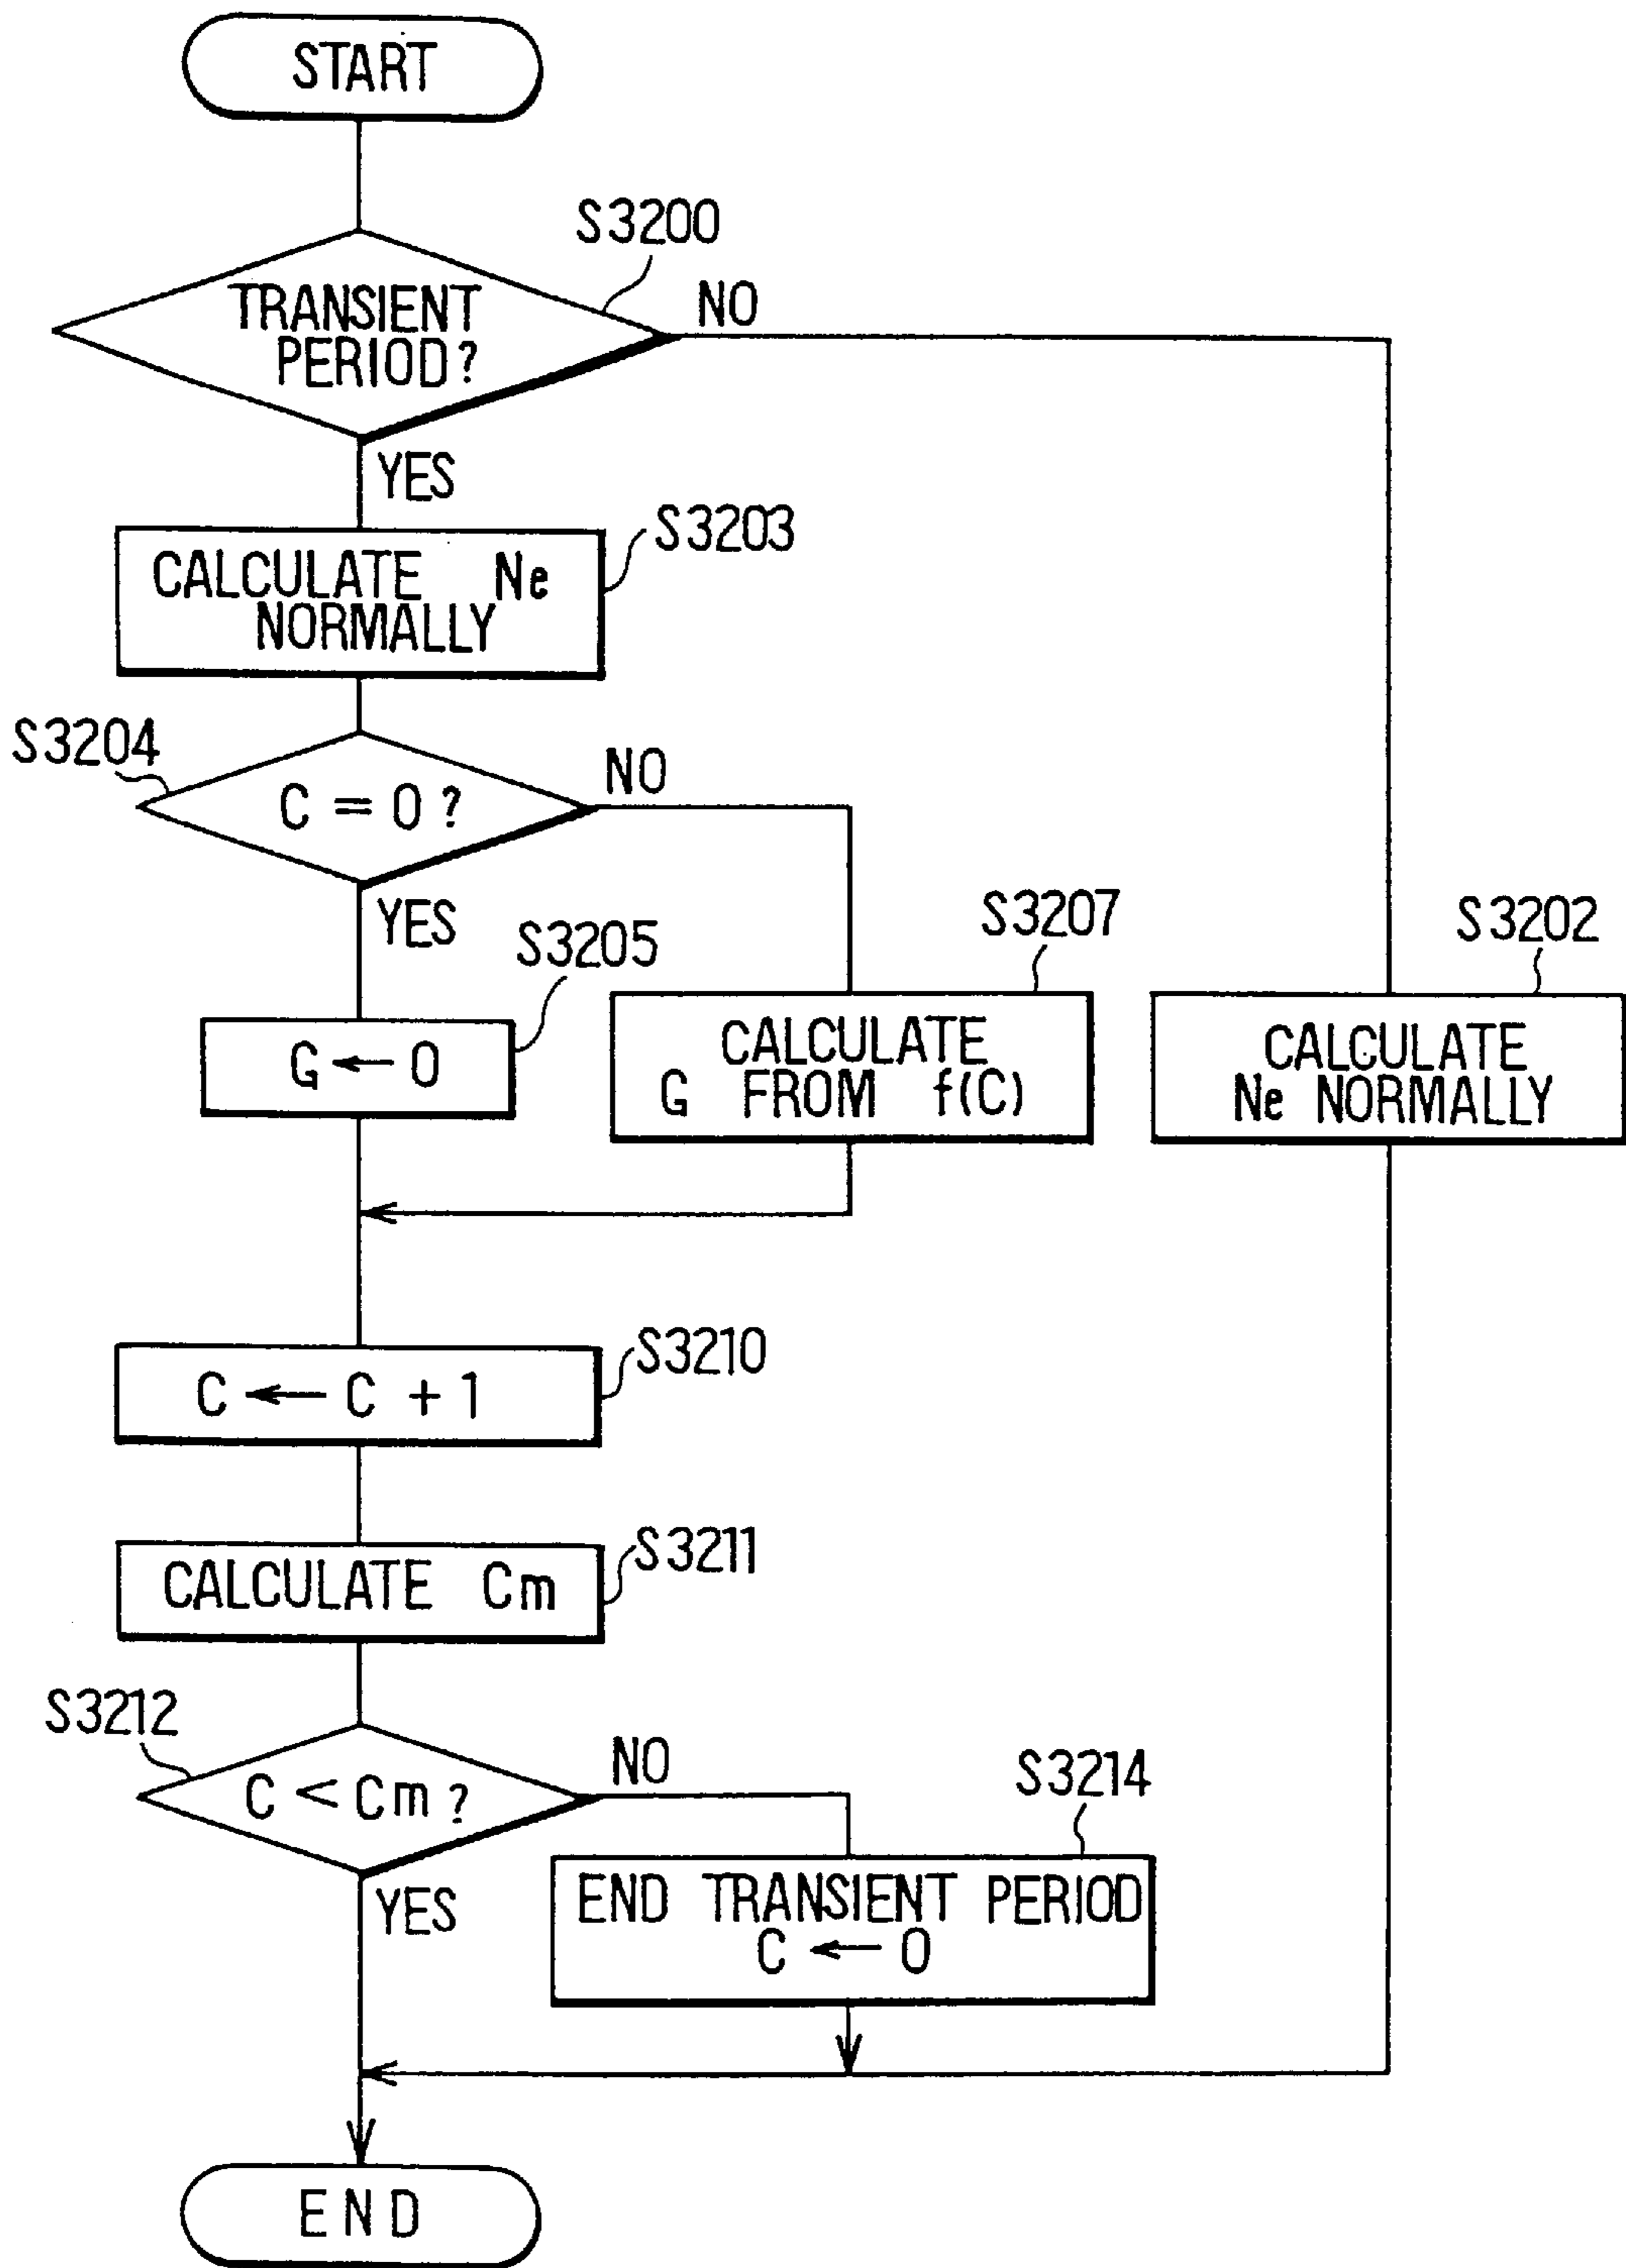 START
S3200
TRANSIENT
PERIOD?
NO
YES
S3203
CALCULATE Ne
NORMALLY
S3204
C = 0 ?
NO
YES
S3205
G ← 0
S3207
CALCULATE
G FROM f(C)
S3202
CALCULATE
Ne NORMALLY
S3210
C ← C + 1
S3211
CALCULATE Cm
S3212
C < Cm ?
NO
YES
S3214
END TRANSIENT PERIOD
C ← 0
END